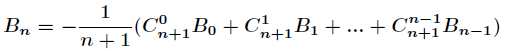 B_n = -\frac{1}{n+1}(C_{n+1}^{0}B_0 + C_{n+1}^{1}B_1 + ... + C_{n+1}^{n-1}B_{n-1})